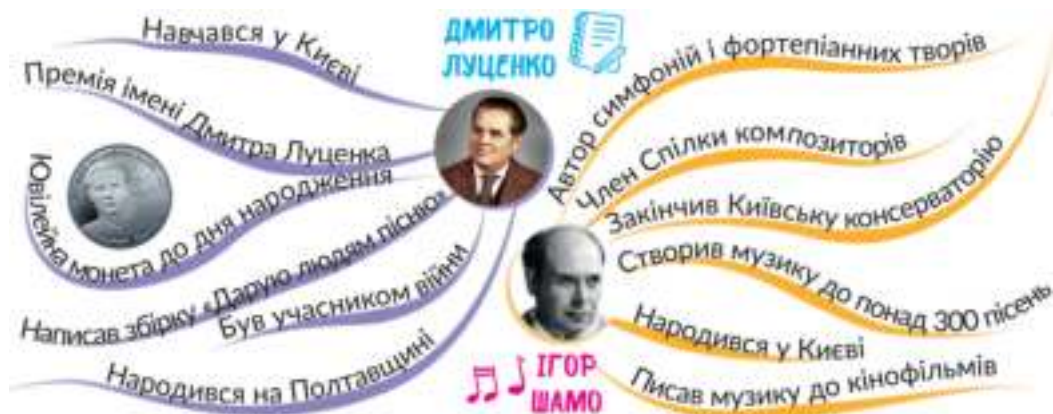 ДМИТРО
ЛУЦЕНКО
Навчався у Києві
Премія імені Дмитра Луценка
Ювілейна монета до дня народження
Написав збірку «Дарую людям пісню»
Був учасником війни
Народився на Полтавщині
Автор симфоній і фортепіанних творів
Член Спілки композиторів
Закінчив Київську консерваторію
Створив музику до понад 300 пісень
Народився у Києві
Писав музику до кінофільмів
ІГОР
ШАМО